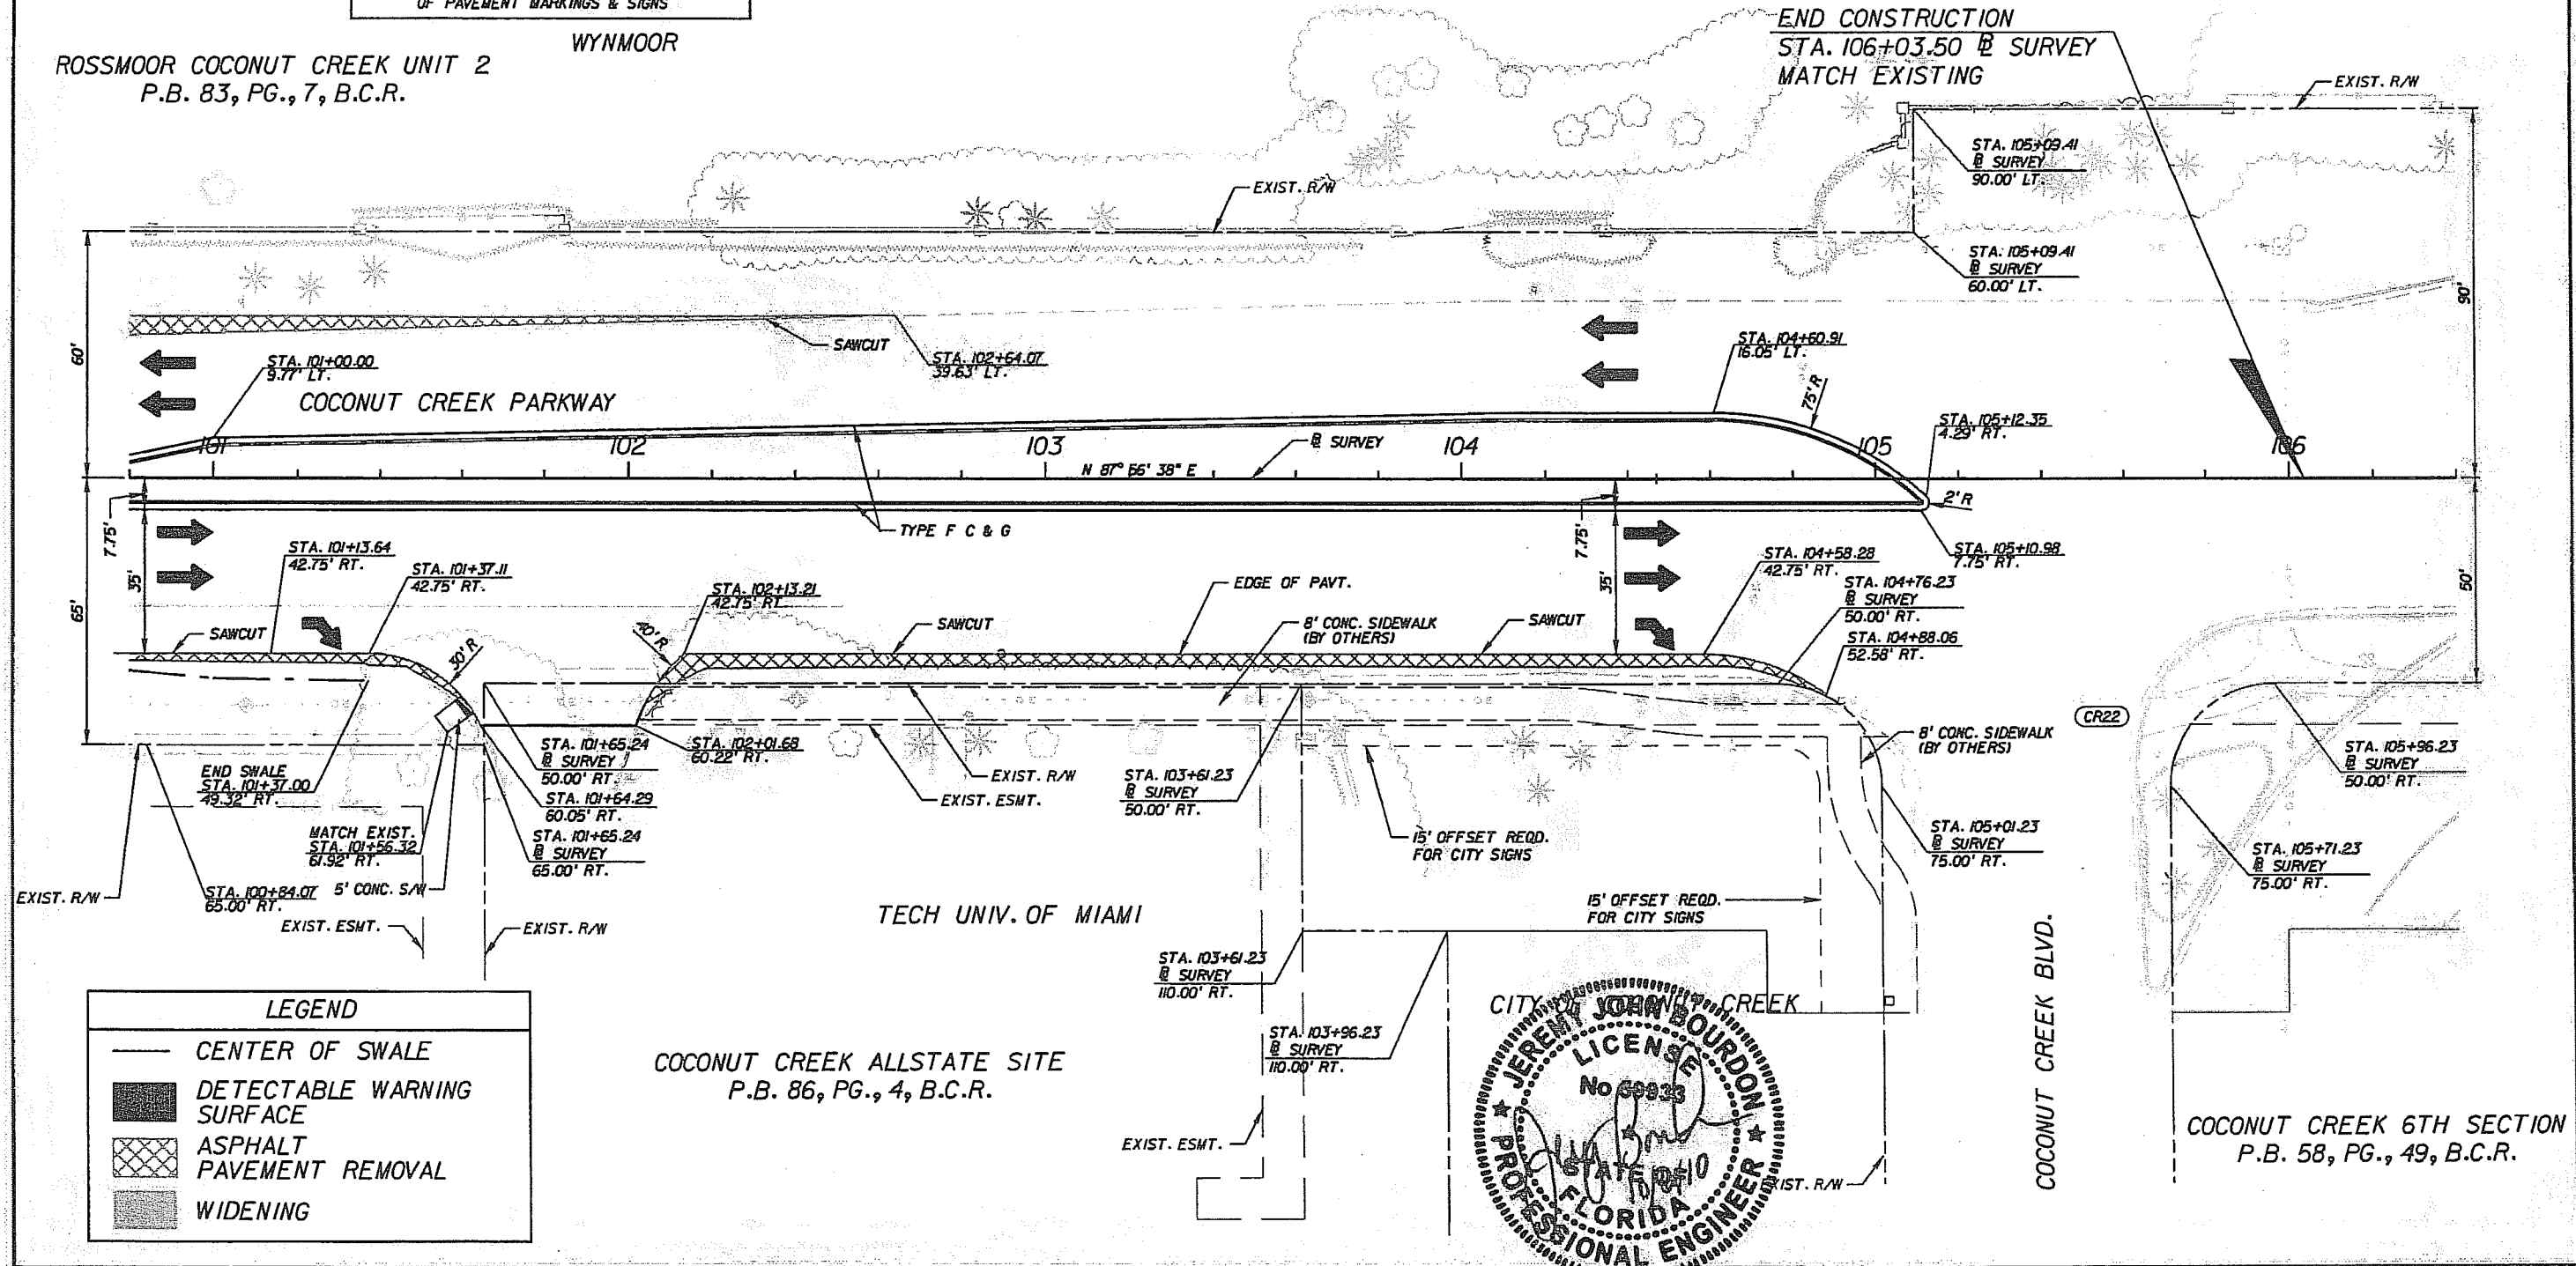 OF PAVEMENT MARKINGS & SIGNS
WYNMOOR
ROSSMOOR COCONUT CREEK UNIT 2
P.B. 83, PG., 7, B.C.R.
END CONSTRUCTION
STA. 106+03.50 ⅊ SURVEY
MATCH EXISTING
EXIST. R/W
STA. 105+09.41
⅊ SURVEY
90.00' LT.
EXIST. R/W
STA. 105+09.41
⅊ SURVEY
60.00' LT.
60'
90'
SAWCUT
STA. 101+00.00
9.77' LT.
STA. 102+64.07
39.63' LT.
STA. 104+60.91
16.05' LT.
75' R
COCONUT CREEK PARKWAY
STA. 105+12.35
4.29' RT.
101
102
103
104
105
106
⅊ SURVEY
N 87° 56' 38" E
2' R
7.75'
TYPE F C & G
7.75'
STA. 105+10.98
7.75' RT.
STA. 101+13.64
42.75' RT.
STA. 101+37.11
42.75' RT.
STA. 102+13.21
42.75' RT.
EDGE OF PAVT.
STA. 104+58.28
42.75' RT.
STA. 104+76.23
⅊ SURVEY
50.00' RT.
35'
35'
65'
50'
SAWCUT
30' R
40' R
SAWCUT
8' CONC. SIDEWALK
(BY OTHERS)
SAWCUT
STA. 104+88.06
52.58' RT.
CR22
8' CONC. SIDEWALK
(BY OTHERS)
STA. 105+96.23
⅊ SURVEY
50.00' RT.
STA. 101+65.24
⅊ SURVEY
50.00' RT.
STA. 102+01.68
60.22' RT.
EXIST. R/W
EXIST. ESMT.
STA. 103+61.23
⅊ SURVEY
50.00' RT.
END SWALE
STA. 101+37.00
49.32' RT.
STA. 101+64.29
60.05' RT.
MATCH EXIST.
STA. 101+56.32
61.92' RT.
STA. 101+65.24
⅊ SURVEY
65.00' RT.
15' OFFSET REQD.
FOR CITY SIGNS
STA. 105+01.23
⅊ SURVEY
75.00' RT.
STA. 105+71.23
⅊ SURVEY
75.00' RT.
EXIST. R/W
STA. 100+84.07
65.00' RT.
5' CONC. S/W
EXIST. ESMT.
EXIST. R/W
TECH UNIV. OF MIAMI
15' OFFSET REQD.
FOR CITY SIGNS
STA. 103+61.23
⅊ SURVEY
110.00' RT.
STA. 103+96.23
⅊ SURVEY
110.00' RT.
CITY OF COCONUT CREEK
COCONUT CREEK BLVD.
LEGEND
CENTER OF SWALE
DETECTABLE WARNING
SURFACE
ASPHALT
PAVEMENT REMOVAL
WIDENING
COCONUT CREEK ALLSTATE SITE
P.B. 86, PG., 4, B.C.R.
EXIST. ESMT.
JEREMY JOHN BOURDON
LICENSE
STATE OF
FLORIDA
PROFESSIONAL ENGINEER
EXIST. R/W
COCONUT CREEK 6TH SECTION
P.B. 58, PG., 49, B.C.R.